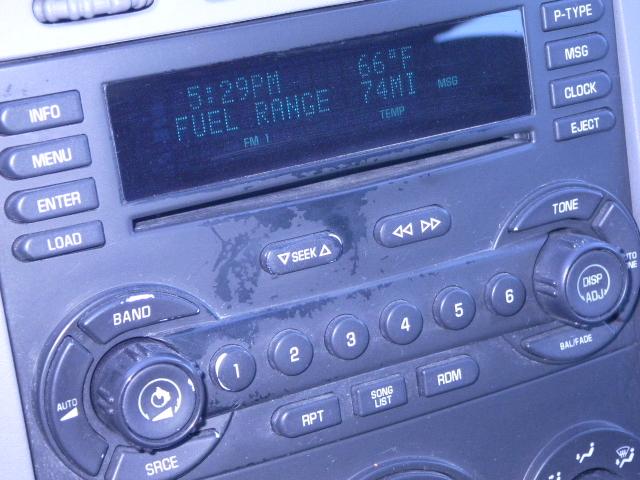 5:29PM 66°F
FUEL RANGE 74MI MSG
FM 1 TEMP
INFO
MENU
ENTER
LOAD
P-TYPE
MSG
CLOCK
EJECT
SEEK
TONE
AUTO
DISP
ADJ
BAL/FADE
BAND
AUTO
SRCE
1 2 3 4 5 6
RPT
SONG
LIST
RDM